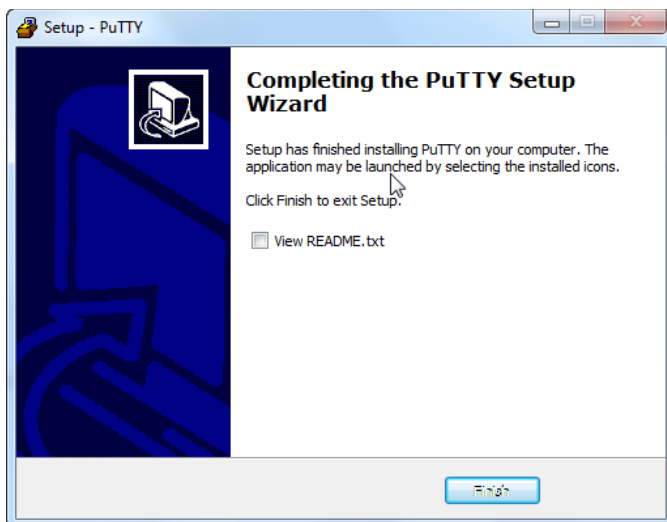 Setup - PuTTY
Completing the PuTTY Setup
Wizard
Setup has finished installing PuTTY on your computer. The
application may be launched by selecting the installed icons.
Click Finish to exit Setup.
View README.txt
Finish